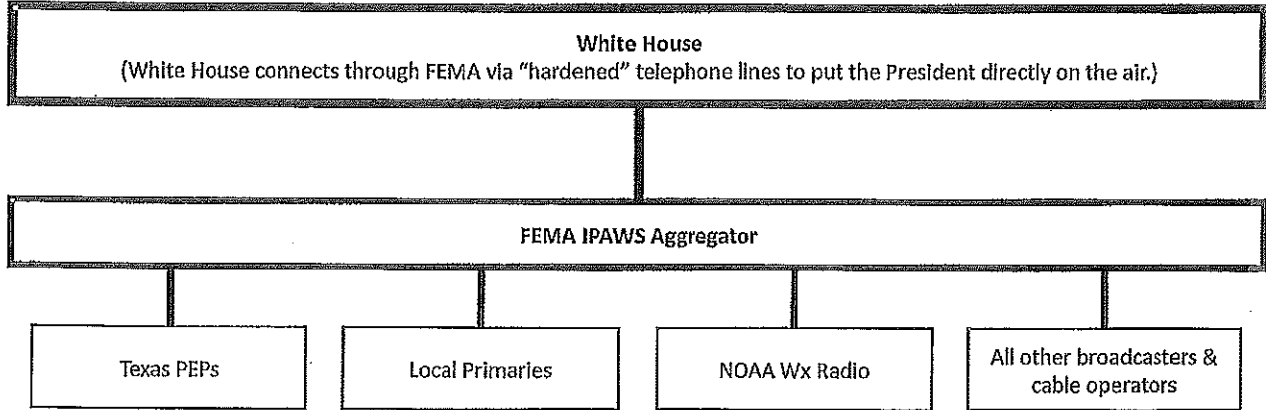 White House
(White House connects through FEMA via “hardened” telephone lines to put the President directly on the air.)
FEMA IPAWS Aggregator
Texas PEPs
Local Primaries
NOAA Wx Radio
All other broadcasters &
cable operators